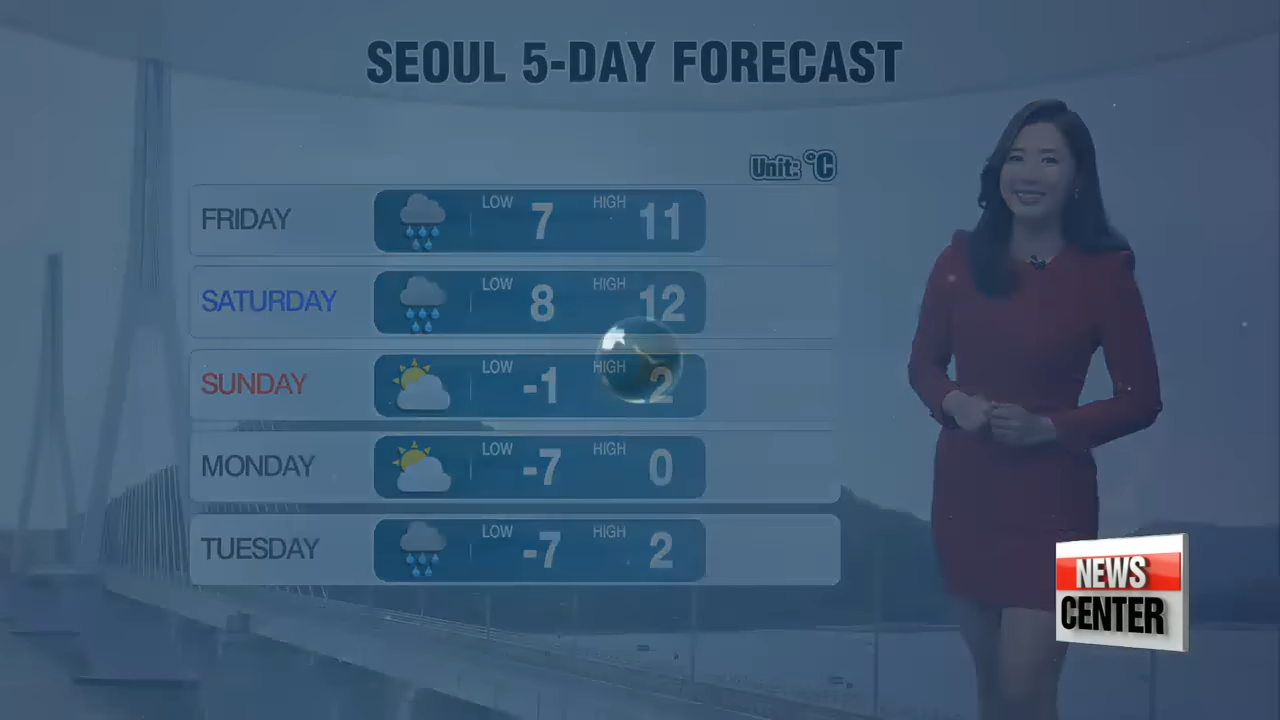 SEOUL 5-DAY FORECAST
Unit: °C
FRIDAY LOW 7 HIGH 11
SATURDAY LOW 8 HIGH 12
SUNDAY LOW -1 HIGH 2
MONDAY LOW -7 HIGH 0
TUESDAY LOW -7 HIGH 2
NEWS
CENTER